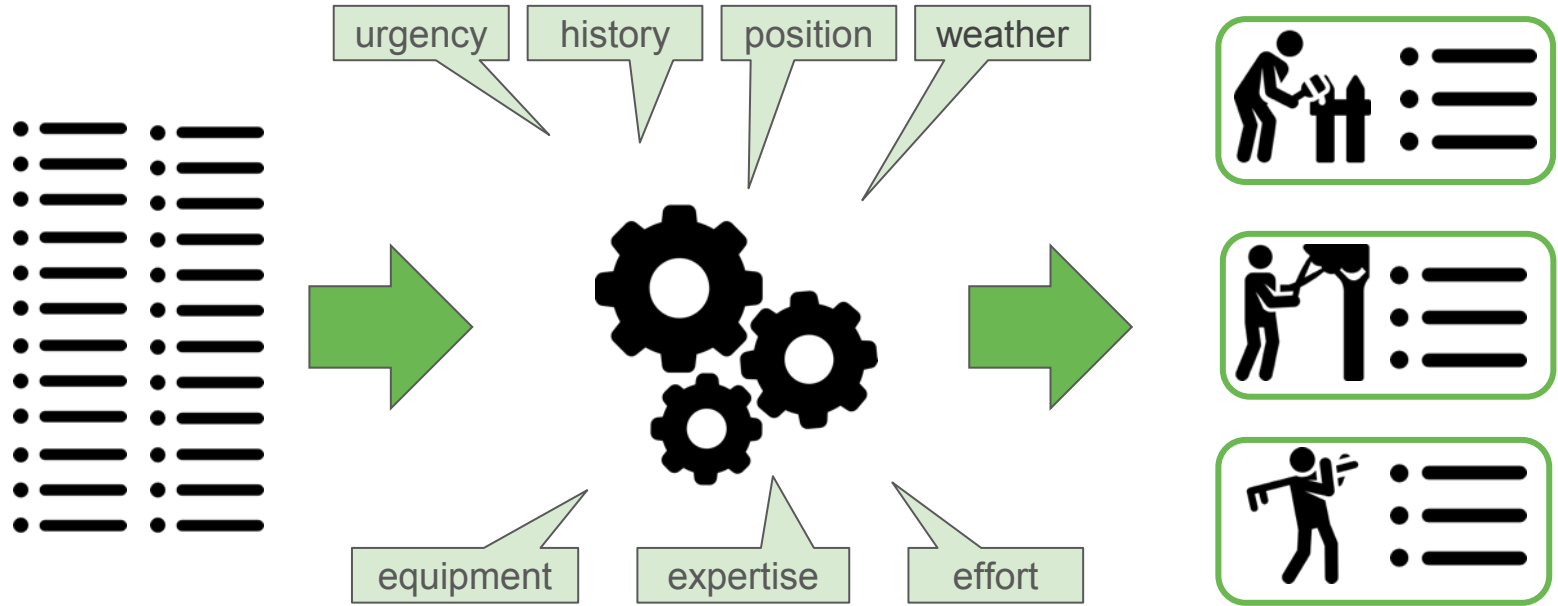 urgency
history
position
weather
equipment
expertise
effort